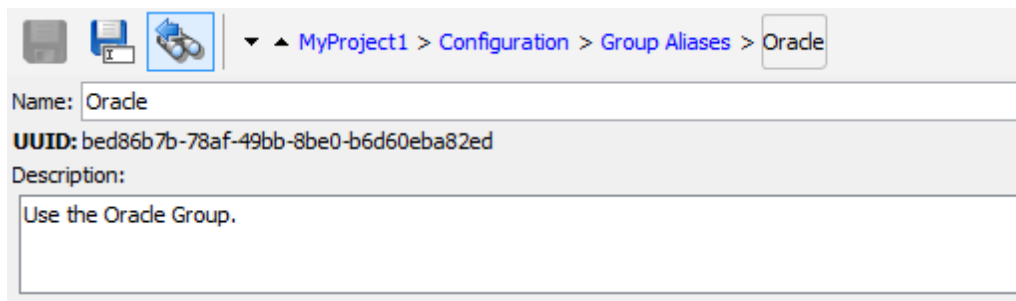 MyProject1 > Configuration > Group Aliases > Oracle
Name: Oracle
UUID: bed86b7b-78af-49bb-8be0-b6d60eba82ed
Description:
Use the Oracle Group.